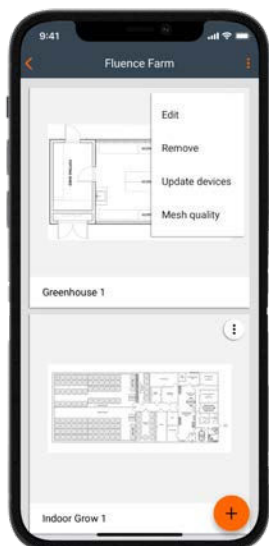 9:41
Fluence Farm
Edit
Remove
Update devices
Mesh quality
Greenhouse 1
Indoor Grow 1